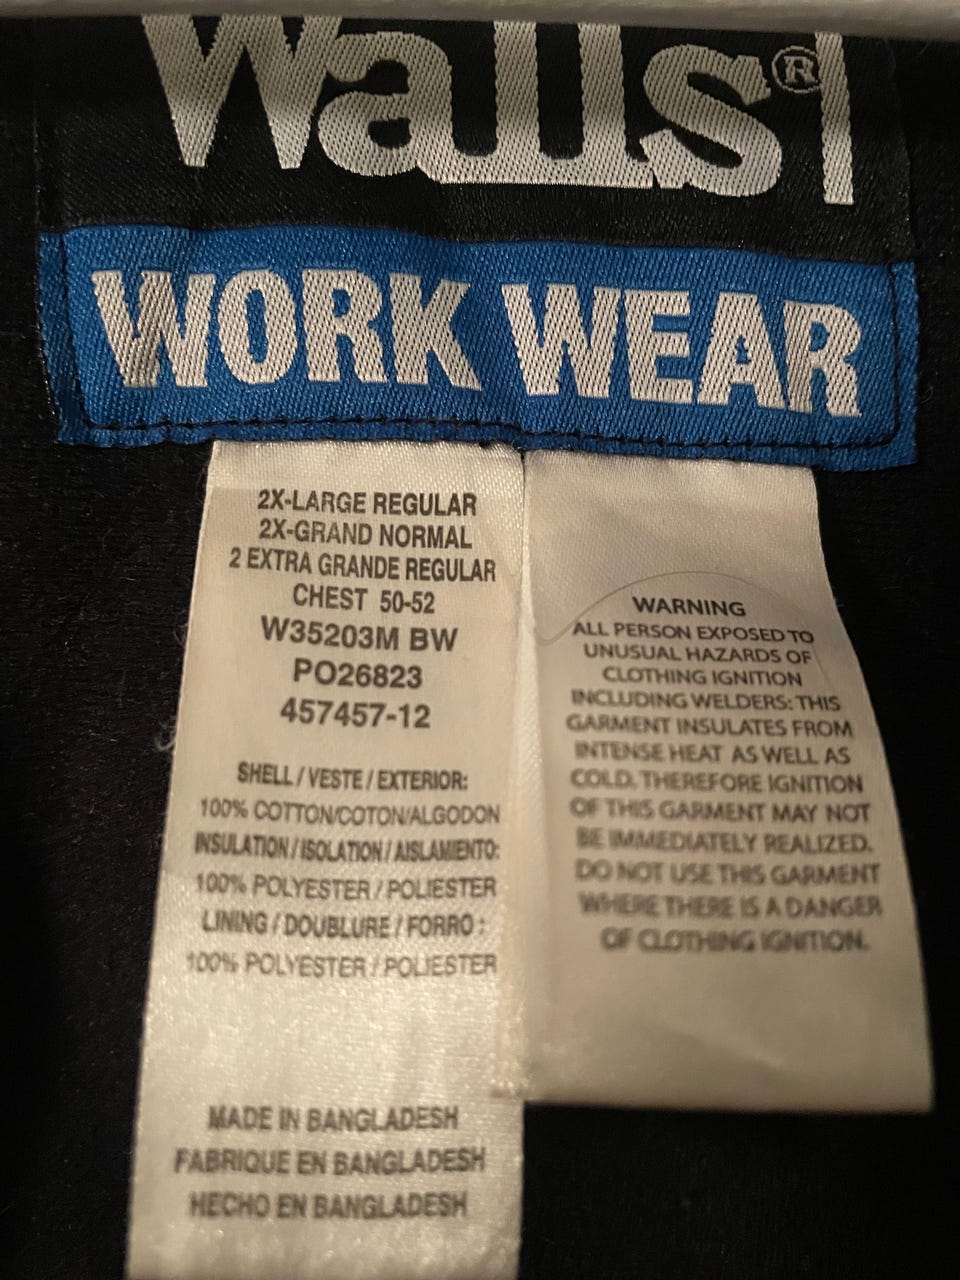 Walls®
WORK WEAR
2X-LARGE REGULAR
2X-GRAND NORMAL
2 EXTRA GRANDE REGULAR
CHEST 50-52
W35203M BW
PO26823
457457-12
SHELL / VESTE / EXTERIOR:
100% COTTON/COTON/ALGODON
INSULATION / ISOLATION / AISLAMIENTO:
100% POLYESTER / POLIESTER
LINING / DOUBLURE / FORRO :
100% POLYESTER / POLIESTER
MADE IN BANGLADESH
FABRIQUE EN BANGLADESH
HECHO EN BANGLADESH
WARNING
ALL PERSON EXPOSED TO
UNUSUAL HAZARDS OF
CLOTHING IGNITION
INCLUDING WELDERS: THIS
GARMENT INSULATES FROM
INTENSE HEAT AS WELL AS
COLD. THEREFORE IGNITION
OF THIS GARMENT MAY NOT
BE IMMEDIATELY REALIZED.
DO NOT USE THIS GARMENT
WHERE THERE IS A DANGER
OF CLOTHING IGNITION.